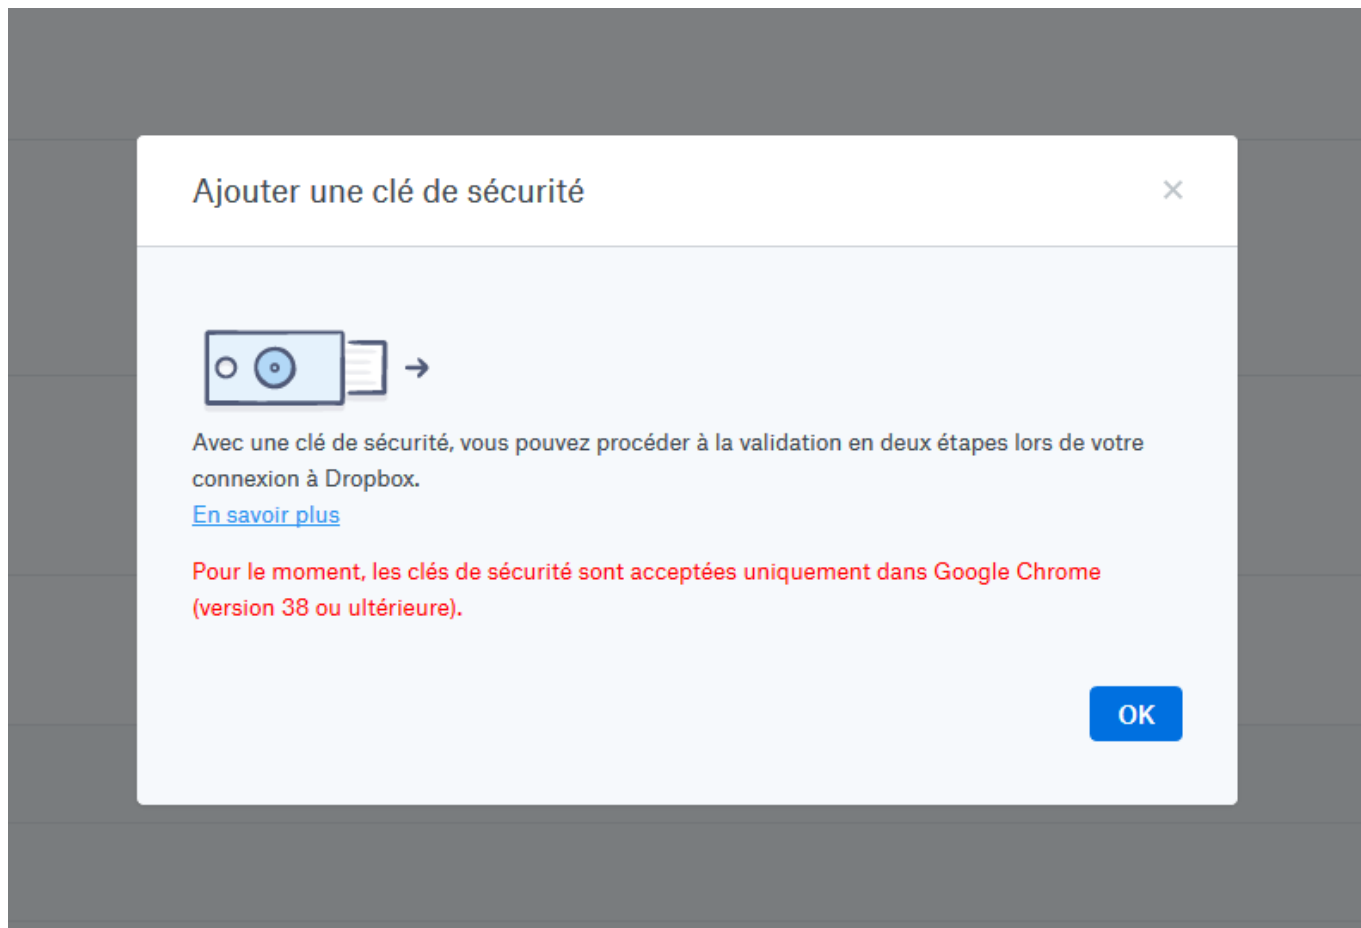 Ajouter une clé de sécurité
Avec une clé de sécurité, vous pouvez procéder à la validation en deux étapes lors de votre
connexion à Dropbox.
En savoir plus
Pour le moment, les clés de sécurité sont acceptées uniquement dans Google Chrome
(version 38 ou ultérieure).
OK